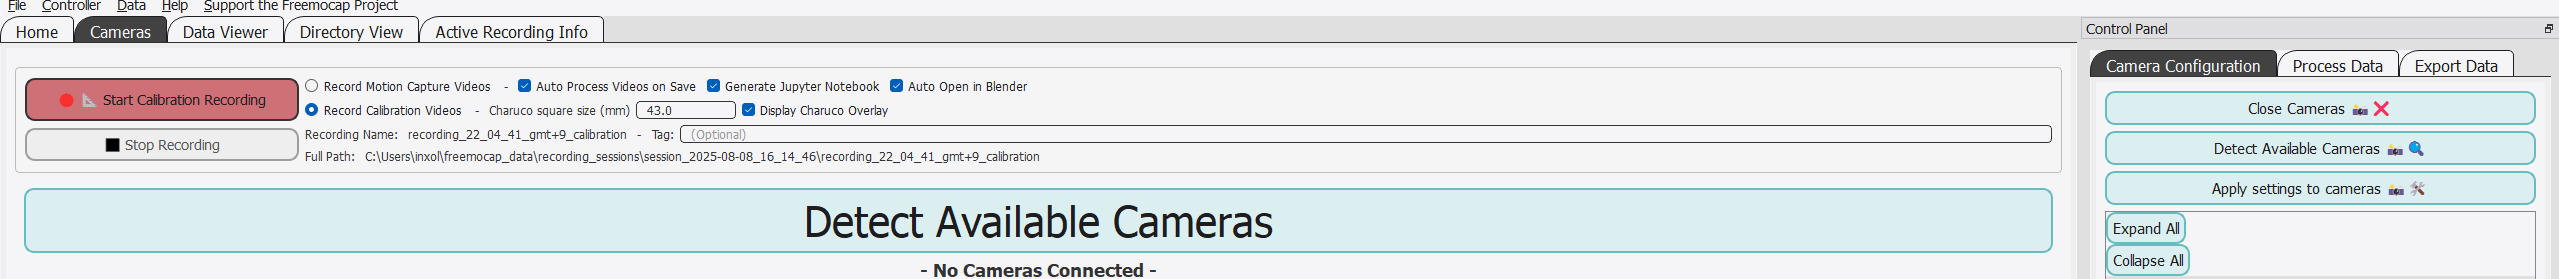 File Controller Data Help Support the Freemocap Project
Home Cameras Data Viewer Directory View Active Recording Info
Start Calibration Recording
Stop Recording
Record Motion Capture Videos - Auto Process Videos on Save Generate Jupyter Notebook Auto Open in Blender
Record Calibration Videos - Charuco square size (mm) 43.0 Display Charuco Overlay
Recording Name: recording_22_04_41_gmt+9_calibration - Tag: (Optional)
Full Path: C:\Users\inxol\freemocap_data\recording_sessions\session_2025-08-08_16_14_46\recording_22_04_41_gmt+9_calibration
Detect Available Cameras
- No Cameras Connected -
Control Panel
Camera Configuration Process Data Export Data
Close Cameras
Detect Available Cameras
Apply settings to cameras
Expand All
Collapse All